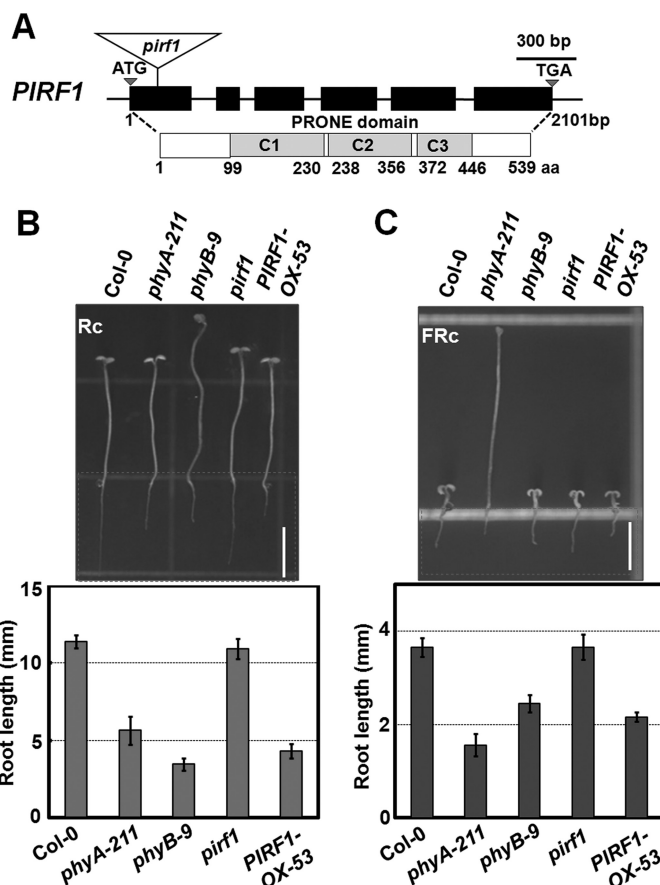 A
pirf1
300 bp
ATG
TGA
PIRF1
1
PRONE domain
2101bp
C1 C2 C3
1 99 230 238 356 372 446 539 aa
B
Col-0
phyA-211
phyB-9
pirf1
PIRF1-
OX-53
Rc
15
10
5
0
Root length (mm)
Col-0
phyA-211
phyB-9
pirf1
PIRF1-
OX-53
C
Col-0
phyA-211
phyB-9
pirf1
PIRF1-
OX-53
FRc
4
2
0
Root length (mm)
Col-0
phyA-211
phyB-9
pirf1
PIRF1-
OX-53